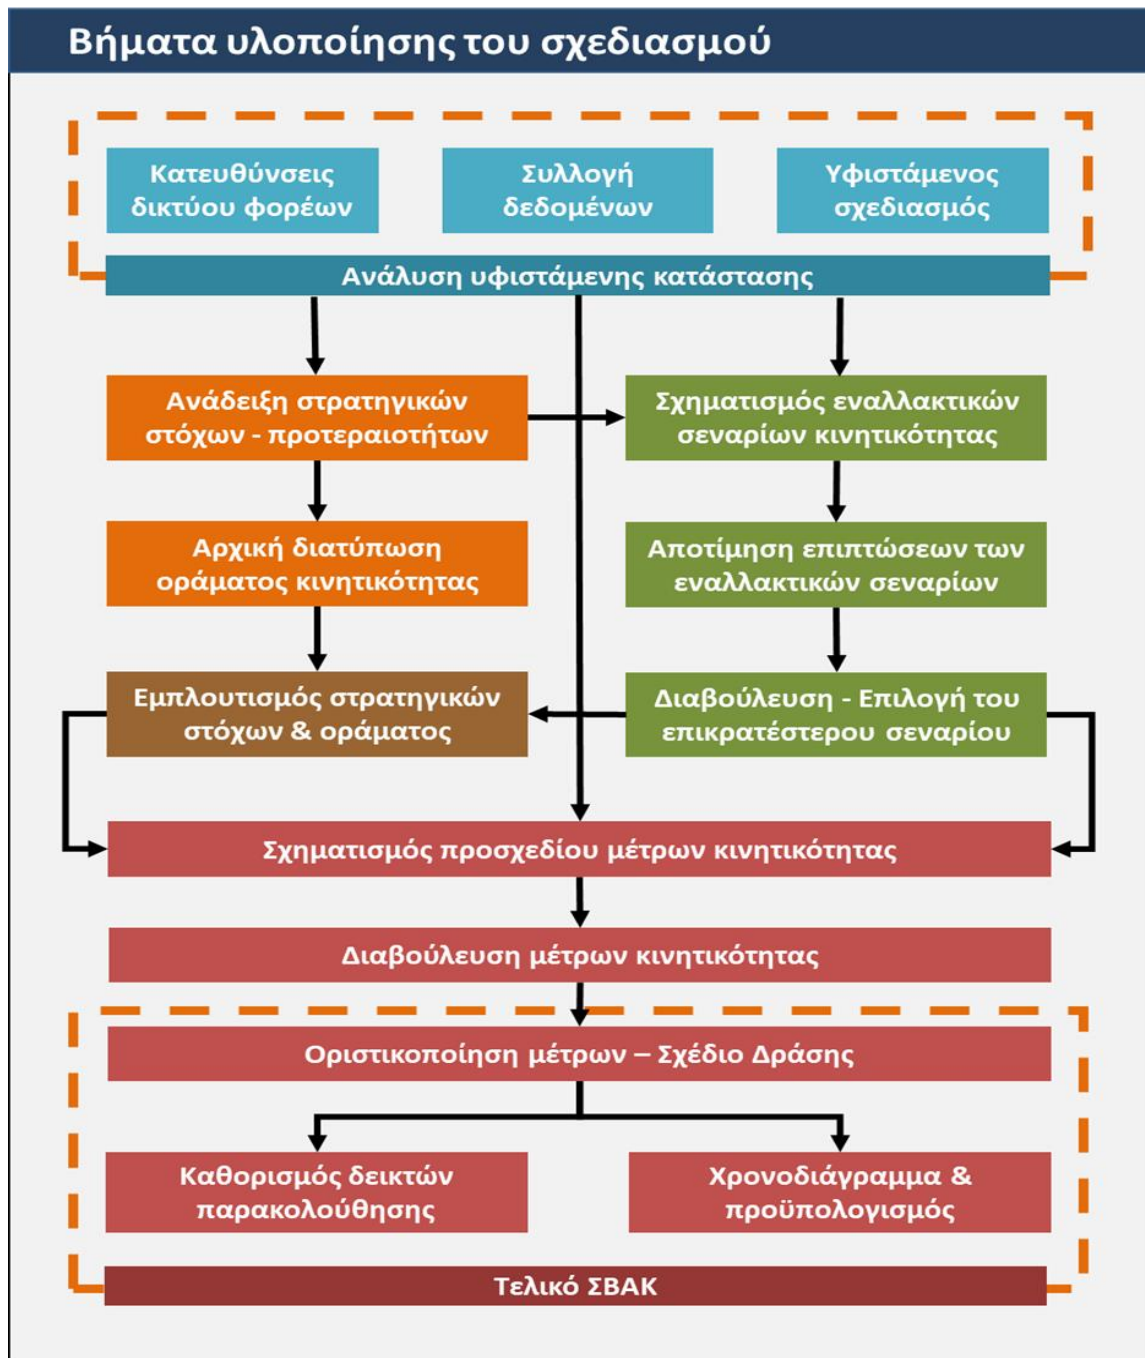 Βήματα υλοποίησης του σχεδιασμού
Κατευθύνσεις
δικτύου φορέων
Συλλογή
δεδομένων
Υφιστάμενος
σχεδιασμός
Ανάλυση υφιστάμενης κατάστασης
Ανάδειξη στρατηγικών
στόχων - προτεραιοτήτων
Σχηματισμός εναλλακτικών
σεναρίων κινητικότητας
Αρχική διατύπωση
οράματος κινητικότητας
Αποτίμηση επιπτώσεων των
εναλλακτικών σεναρίων
Εμπλουτισμός στρατηγικών
στόχων & οράματος
Διαβούλευση - Επιλογή του
επικρατέστερου σεναρίου
Σχηματισμός προσχεδίου μέτρων κινητικότητας
Διαβούλευση μέτρων κινητικότητας
Οριστικοποίηση μέτρων – Σχέδιο Δράσης
Καθορισμός δεικτών
παρακολούθησης
Χρονοδιάγραμμα &
προϋπολογισμός
Τελικό ΣΒΑΚ